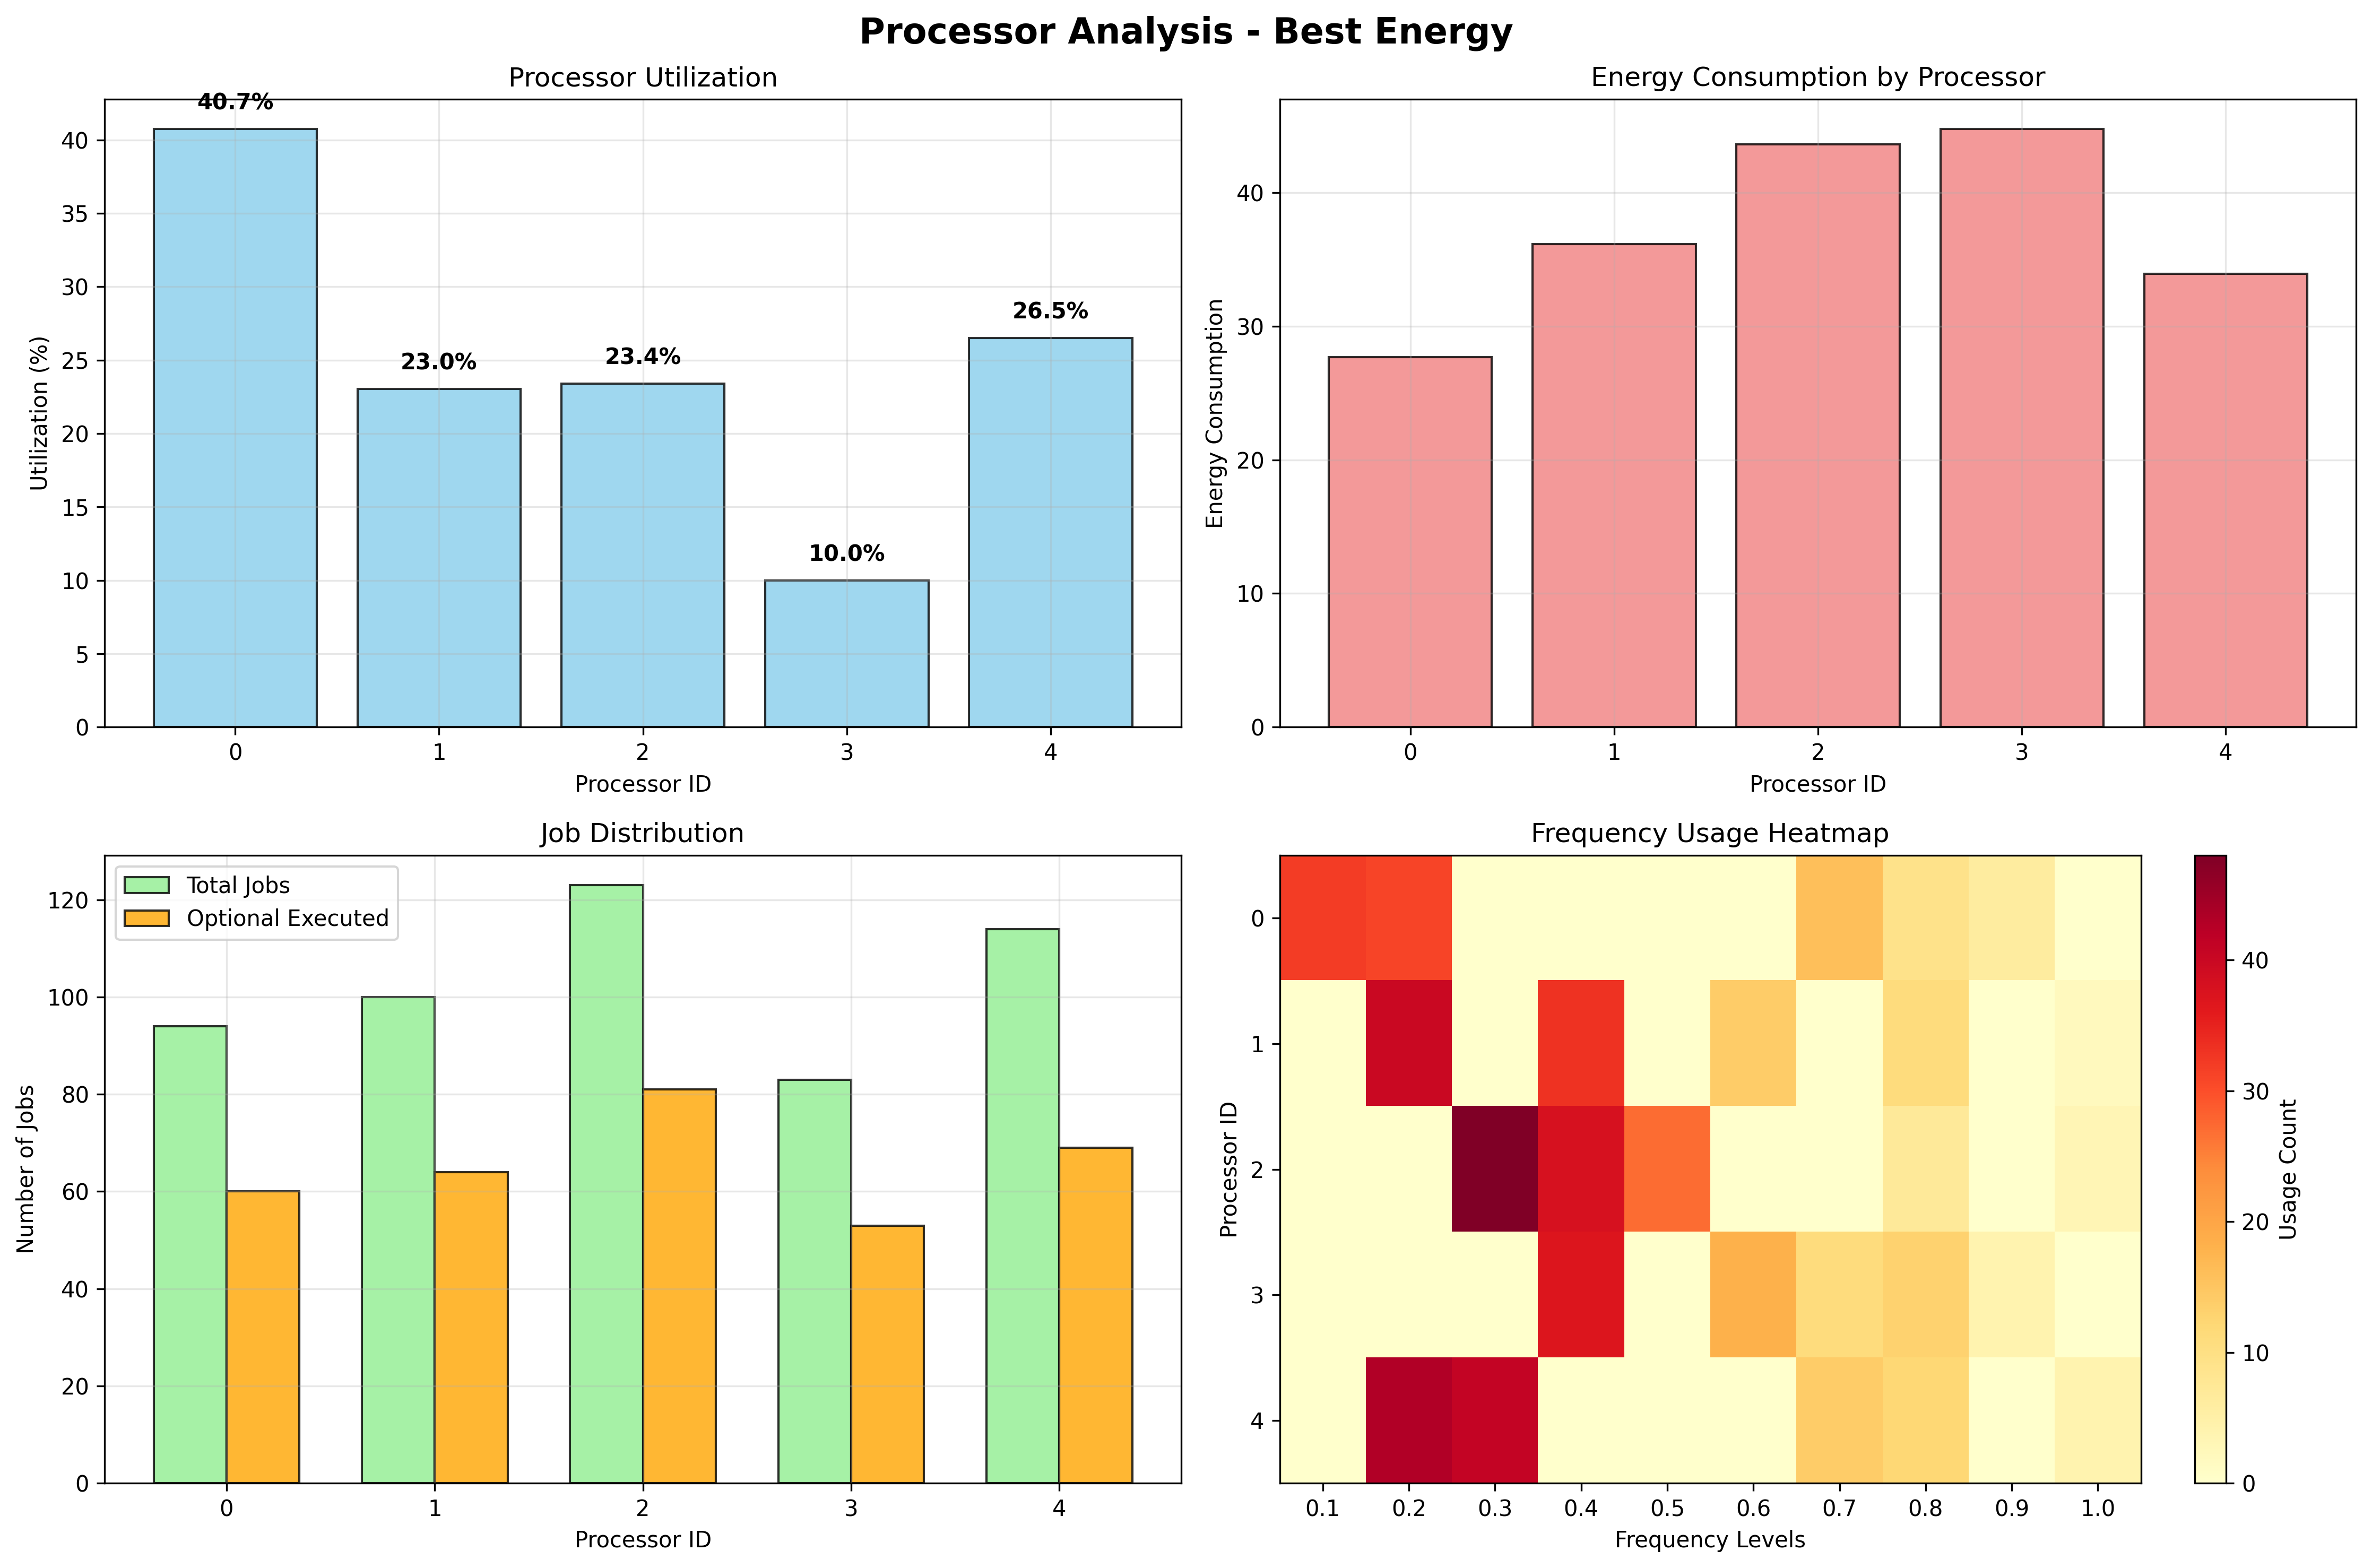 Processor Analysis - Best Energy
Processor Utilization
40.7%
23.0%
23.4%
10.0%
26.5%
40
35
30
25
20
15
10
5
0
Utilization (%)
0 1 2 3 4
Processor ID
Energy Consumption by Processor
40
30
20
10
0
Energy Consumption
0 1 2 3 4
Processor ID
Job Distribution
Total Jobs
Optional Executed
120
100
80
60
40
20
0
Number of Jobs
0 1 2 3 4
Processor ID
Frequency Usage Heatmap
0
1
2
3
4
Processor ID
0.1 0.2 0.3 0.4 0.5 0.6 0.7 0.8 0.9 1.0
Frequency Levels
40
30
20
10
0
Usage Count